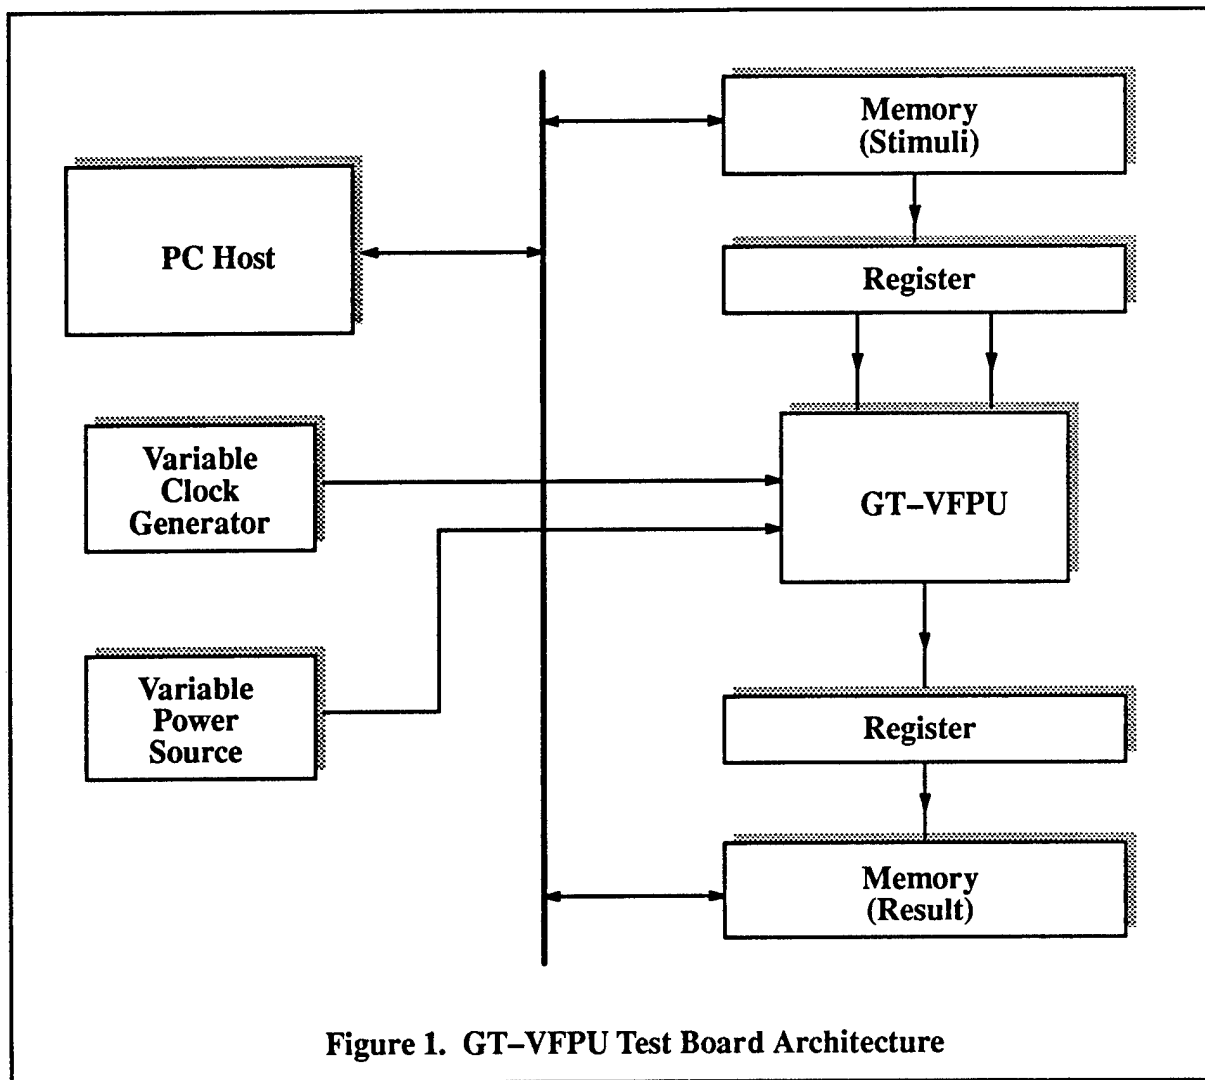 Memory
(Stimuli)
PC Host
Register
Variable
Clock
Generator
GT–VFPU
Variable
Power
Source
Register
Memory
(Result)
Figure 1. GT–VFPU Test Board Architecture